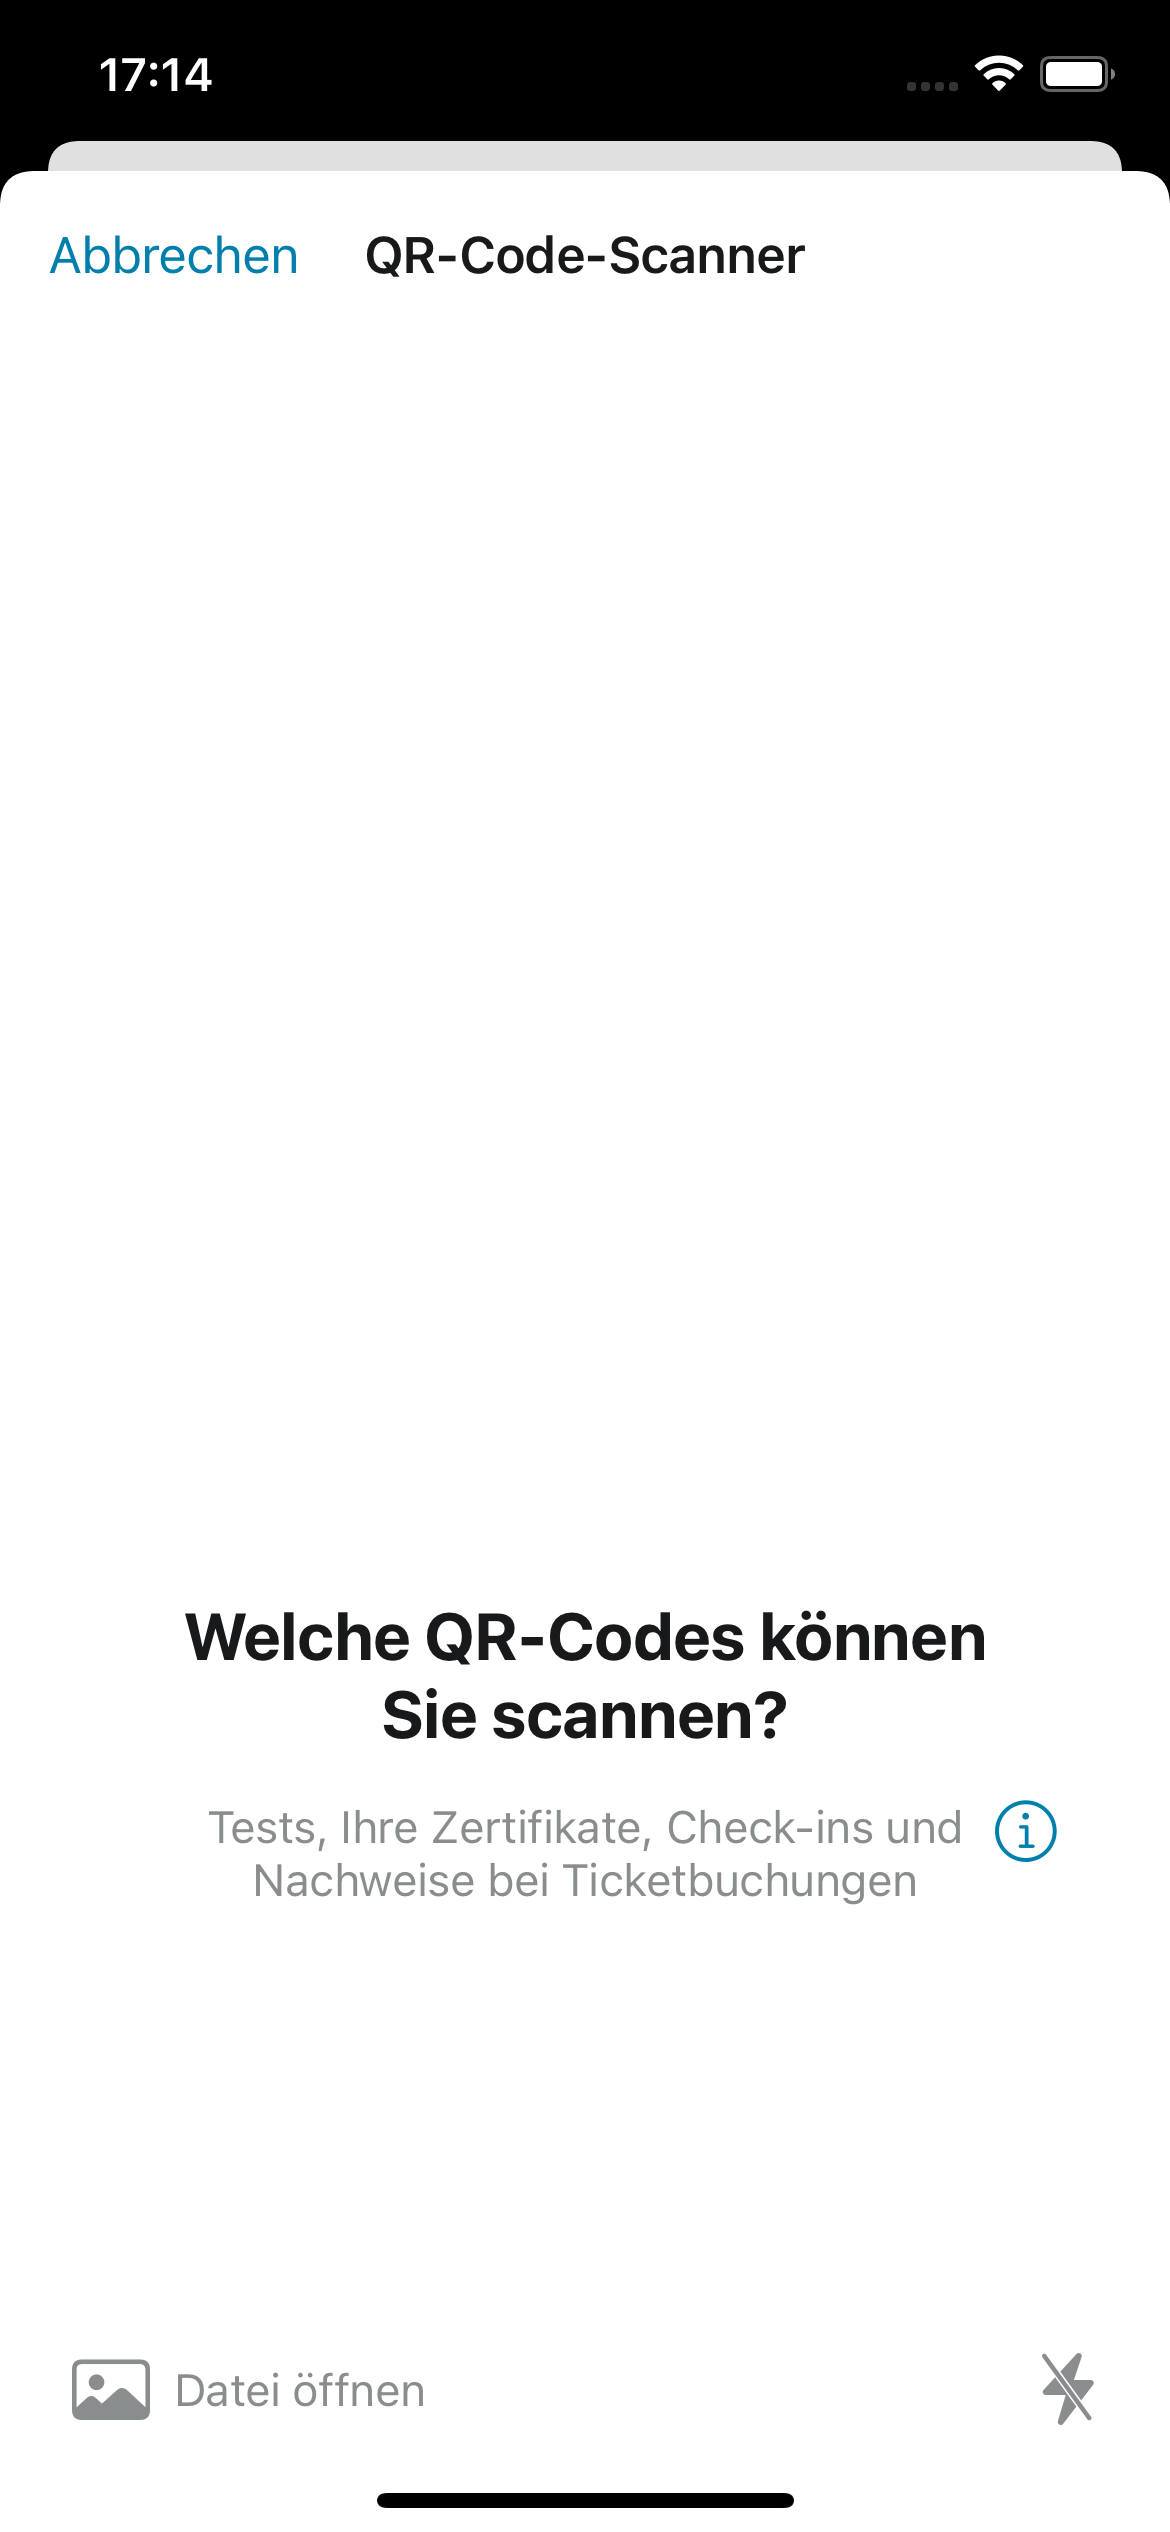 17:14
Abbrechen
QR-Code-Scanner
Welche QR-Codes können
Sie scannen?
Tests, Ihre Zertifikate, Check-ins und
Nachweise bei Ticketbuchungen
Datei öffnen